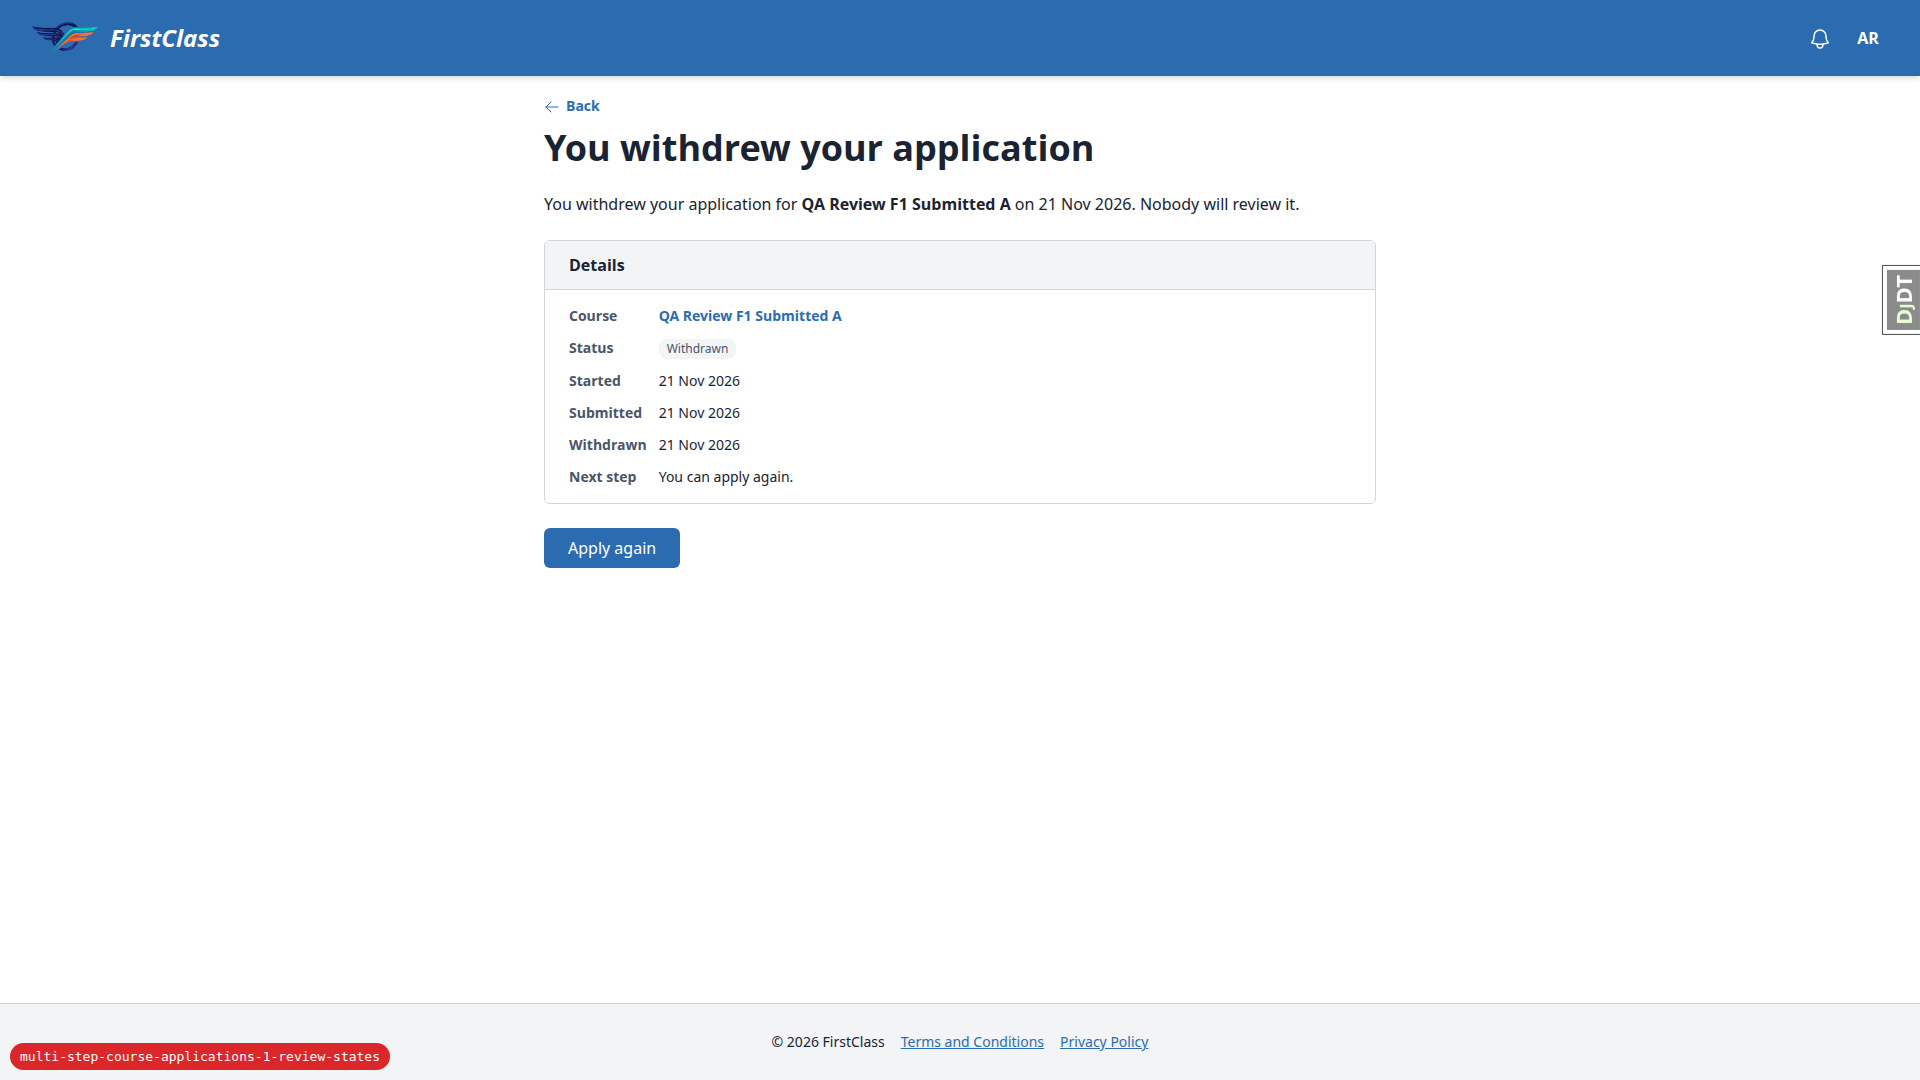 FirstClass
AR
Back
You withdrew your application
You withdrew your application for QA Review F1 Submitted A on 21 Nov 2026. Nobody will review it.
Details
Course QA Review F1 Submitted A
Status Withdrawn
Started 21 Nov 2026
Submitted 21 Nov 2026
Withdrawn 21 Nov 2026
Next step You can apply again.
Apply again
DjDT
© 2026 FirstClass Terms and Conditions Privacy Policy
multi-step-course-applications-1-review-states